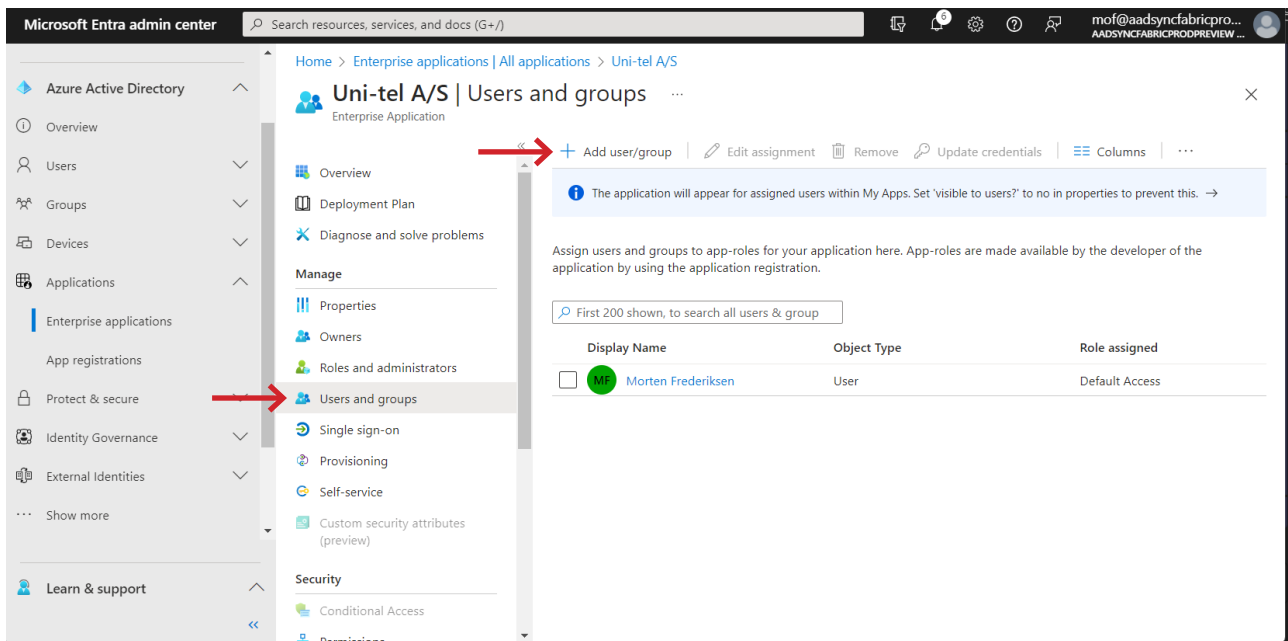 Microsoft Entra admin center
Search resources, services, and docs (G+/)
6
mof@aadsyncfabricpro...
AADSYNCFABRICPRODPREVIEW ...
Azure Active Directory
Overview
Users
Groups
Devices
Applications
Enterprise applications
App registrations
Protect & secure
Identity Governance
External Identities
Show more
Learn & support
Home > Enterprise applications | All applications > Uni-tel A/S
Uni-tel A/S | Users and groups ...
Enterprise Application
Overview
Deployment Plan
Diagnose and solve problems
Manage
Properties
Owners
Roles and administrators
Users and groups
Single sign-on
Provisioning
Self-service
Custom security attributes
(preview)
Security
Conditional Access
Permissions
Add user/group
Edit assignment
Remove
Update credentials
Columns
The application will appear for assigned users within My Apps. Set 'visible to users?' to no in properties to prevent this. →
Assign users and groups to app-roles for your application here. App-roles are made available by the developer of the
application by using the application registration.
First 200 shown, to search all users & group
Display Name Object Type Role assigned
MF Morten Frederiksen User Default Access